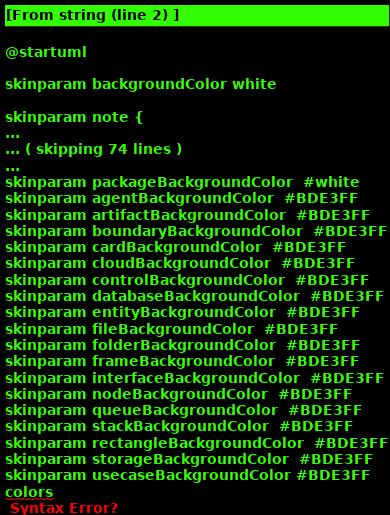 [From string (line 2) ]
@startuml
skinparam backgroundColor white
skinparam note {
...
... ( skipping 74 lines )
...
skinparam packageBackgroundColor  #white
skinparam agentBackgroundColor  #BDE3FF
skinparam artifactBackgroundColor  #BDE3FF
skinparam boundaryBackgroundColor  #BDE3FF
skinparam cardBackgroundColor  #BDE3FF
skinparam cloudBackgroundColor  #BDE3FF
skinparam controlBackgroundColor  #BDE3FF
skinparam databaseBackgroundColor  #BDE3FF
skinparam entityBackgroundColor  #BDE3FF
skinparam fileBackgroundColor  #BDE3FF
skinparam folderBackgroundColor  #BDE3FF
skinparam frameBackgroundColor  #BDE3FF
skinparam interfaceBackgroundColor  #BDE3FF
skinparam nodeBackgroundColor  #BDE3FF
skinparam queueBackgroundColor  #BDE3FF
skinparam stackBackgroundColor  #BDE3FF
skinparam rectangleBackgroundColor  #BDE3FF
skinparam storageBackgroundColor  #BDE3FF
skinparam usecaseBackgroundColor #BDE3FF
colors
Syntax Error?